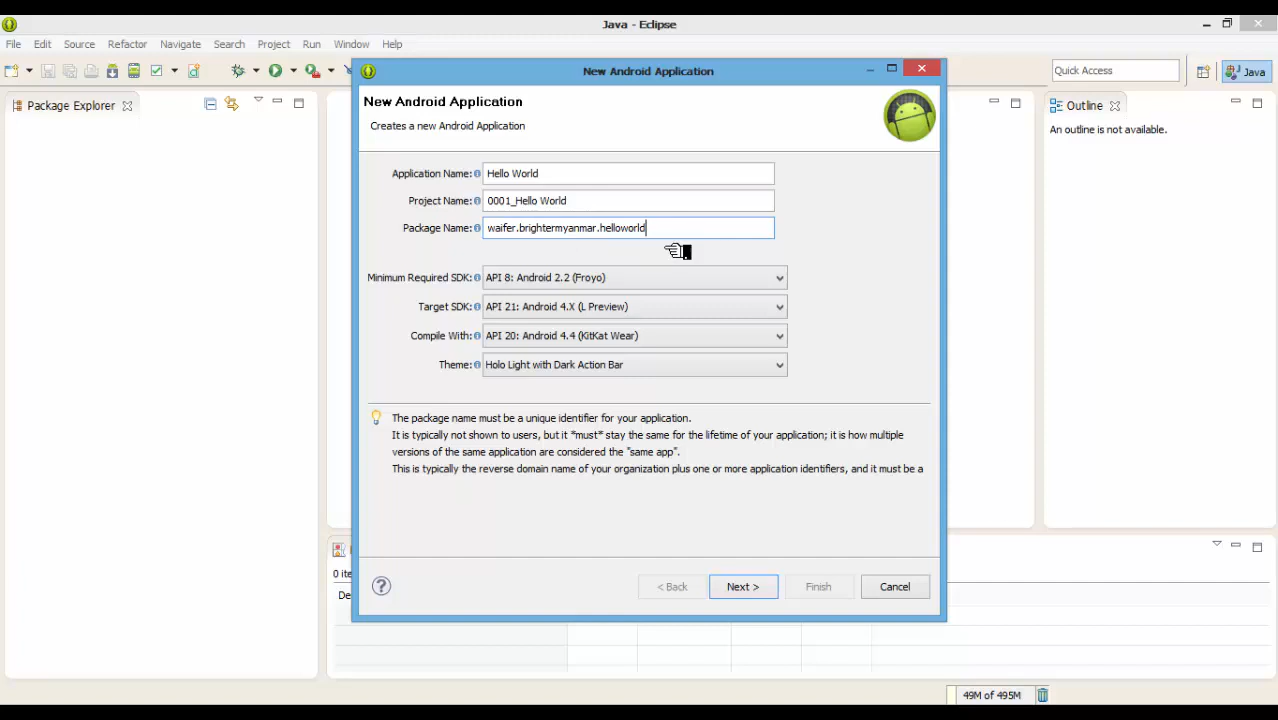 Java - Eclipse
File Edit Source Refactor Navigate Search Project Run Window Help
Quick Access
Java
Package Explorer
Outline
An outline is not available.
New Android Application
New Android Application
Creates a new Android Application
Application Name: Hello World
Project Name: 0001_Hello World
Package Name: waifer.brightermyanmar.helloworld
Minimum Required SDK: API 8: Android 2.2 (Froyo)
Target SDK: API 21: Android 4.X (L Preview)
Compile With: API 20: Android 4.4 (KitKat Wear)
Theme: Holo Light with Dark Action Bar
The package name must be a unique identifier for your application.
It is typically not shown to users, but it *must* stay the same for the lifetime of your application; it is how multiple
versions of the same application are considered the "same app".
This is typically the reverse domain name of your organization plus one or more application identifiers, and it must be a
0 ite
De
< Back Next > Finish Cancel
49M of 495M